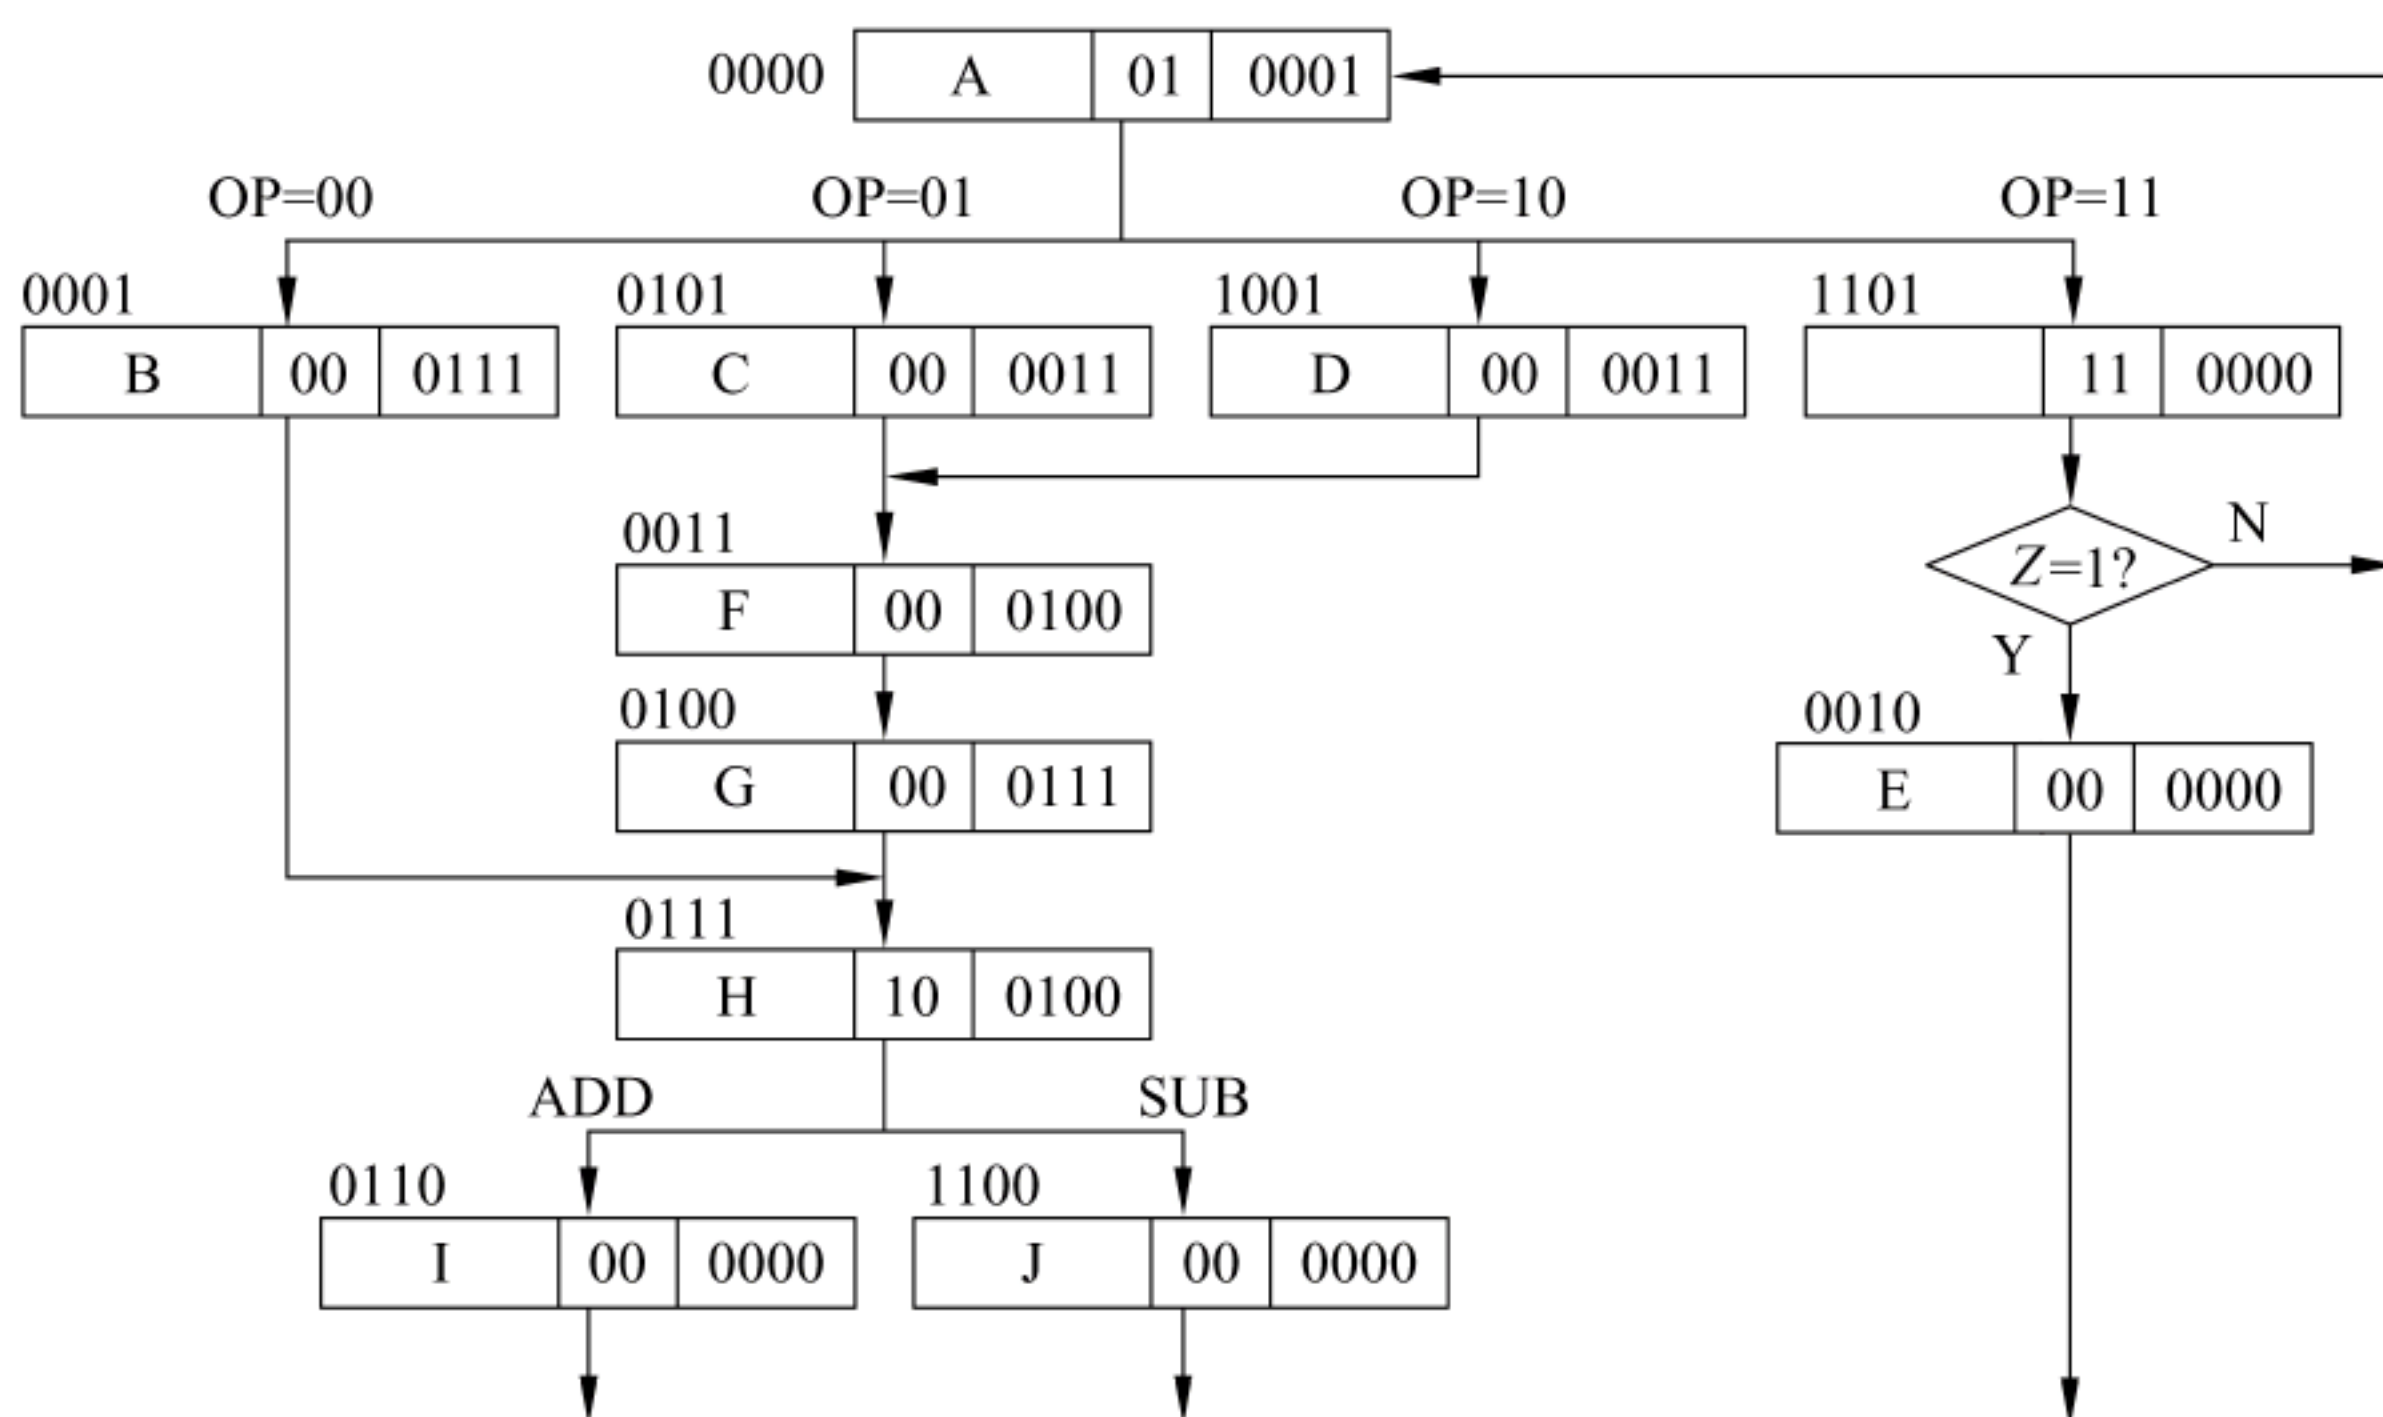 0000 A 01 0001
OP=00 OP=01 OP=10 OP=11
0001 0101 1001 1101
B 00 0111 C 00 0011 D 00 0011 11 0000
0011 N
F 00 0100 Z=1?
Y
0100 0010
G 00 0111 E 00 0000
0111
H 10 0100
ADD SUB
0110 1100
I 00 0000 J 00 0000